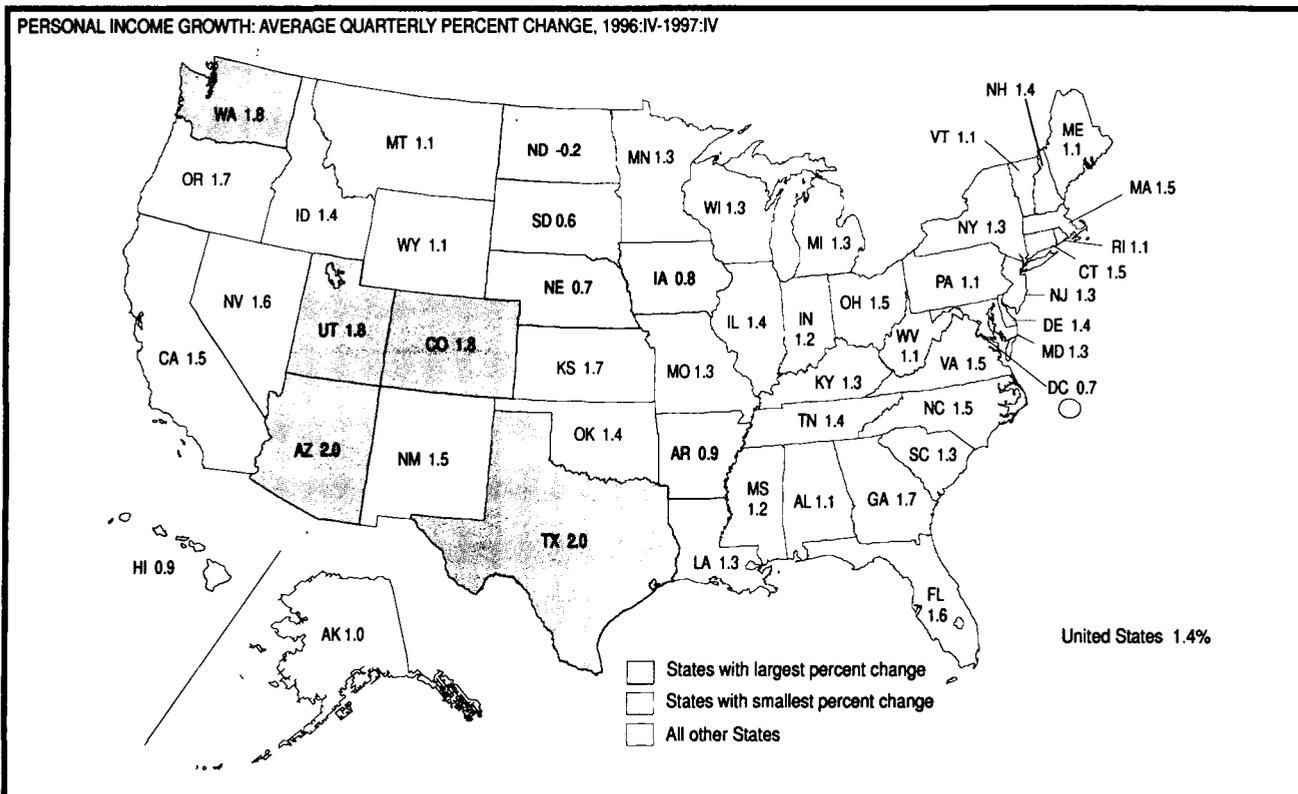 PERSONAL INCOME GROWTH: AVERAGE QUARTERLY PERCENT CHANGE, 1996:IV-1997:IV
WA 1.8
MT 1.1
ND -0.2
MN 1.3
NH 1.4
VT 1.1
ME
1.1
OR 1.7
ID 1.4
SD 0.6
WI 1.3
MI 1.3
NY 1.3
MA 1.5
RI 1.1
CT 1.5
WY 1.1
NV 1.6
NE 0.7
IA 0.8
PA 1.1
NJ 1.3
DE 1.4
MD 1.3
DC 0.7
CA 1.5
UT 1.8
CO 1.8
KS 1.7
MO 1.3
IL 1.4
IN
1.2
OH 1.5
WV
1.1
VA 1.5
KY 1.3
AZ 2.0
NM 1.5
OK 1.4
AR 0.9
TN 1.4
NC 1.5
SC 1.3
TX 2.0
LA 1.3
MS
1.2
AL 1.1
GA 1.7
FL
1.6
HI 0.9
AK 1.0
United States 1.4%
States with largest percent change
States with smallest percent change
All other States